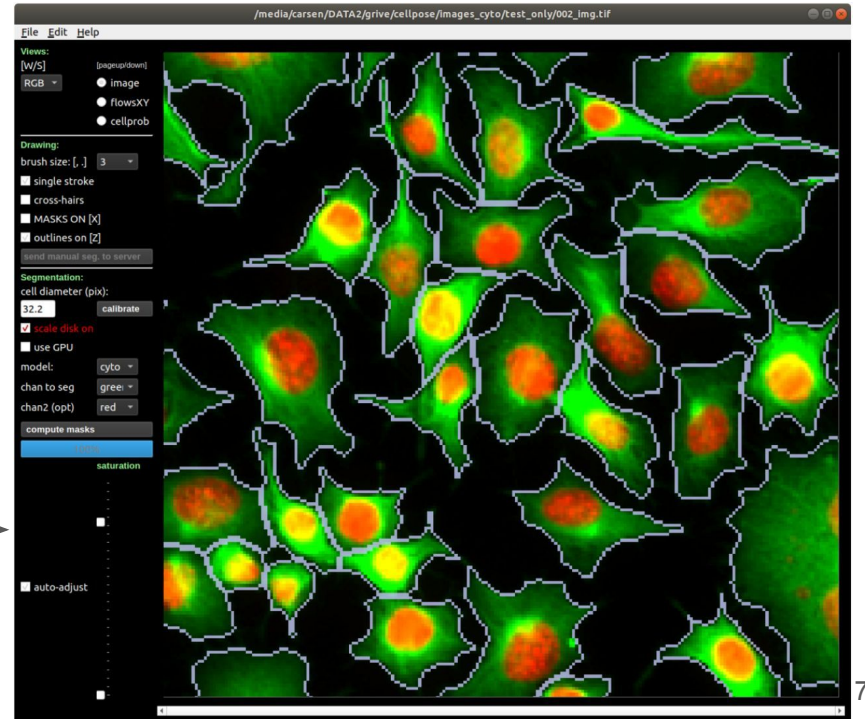 /media/carsen/DATA2/grive/cellpose/images_cyto/test_only/002_img.tif
File Edit Help
Views:
[W/S] [pageup/down]
RGB image
flowsXY
cellprob
Drawing:
brush size: [, .] 3
single stroke
cross-hairs
MASKS ON [X]
outlines on [Z]
send manual seg. to server
Segmentation:
cell diameter (pix):
32.2 calibrate
scale disk on
use GPU
model: cyto
chan to seg gree
chan2 (opt) red
compute masks
saturation
auto-adjust
7